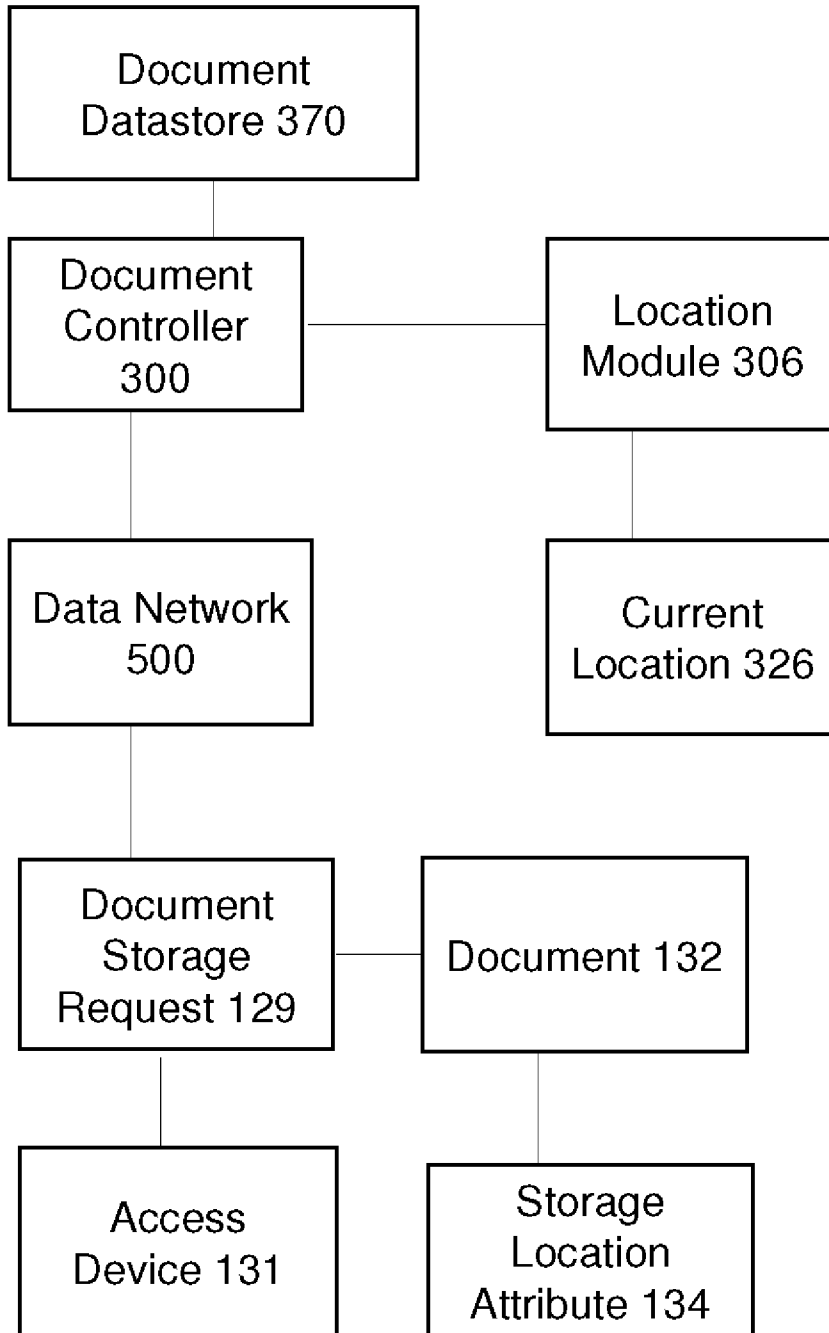 Document
Datastore 370
Document
Controller
300
Location
Module 306
Data Network
500
Current
Location 326
Document
Storage
Request 129
Document 132
Access
Device 131
Storage
Location
Attribute 134